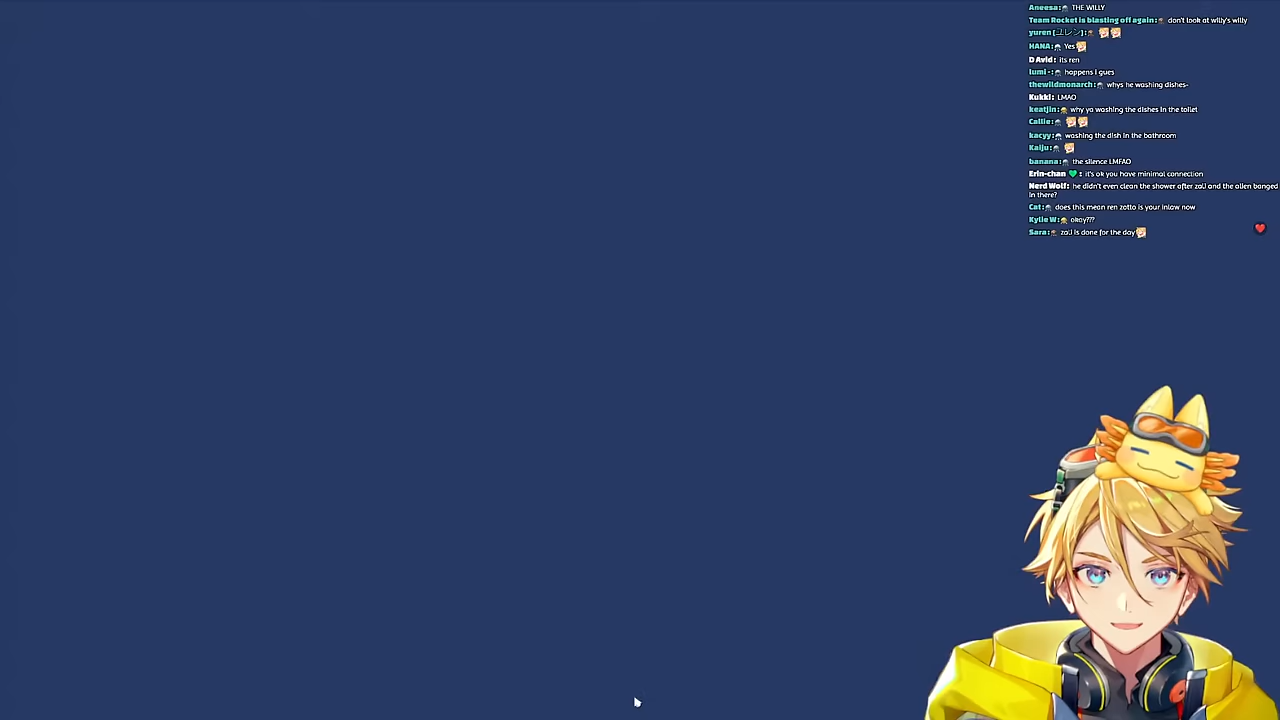 Aneesa: THE WILLY
Team Rocket is blasting off again: don't look at willy's willy
yuren [ユレン]:
HANA: Yes
D Avid: its ren
lumi -: happens i gues
thewildmonarch: whys he washing dishes-
Kukki: LMAO
keatjin: why ya washing the dishes in the toilet
Callie:
kacyy: washing the dish in the bathroom
Kaiju:
banana: the silence LMFAO
Erin-chan 💚: it's ok you have minimal connection
Nerd Wolf: he didn't even clean the shower after zali and the alien banged
in there?
Cat: does this mean ren zotto is your inlaw now
Kylie W: okay???
Sara: zali is done for the day